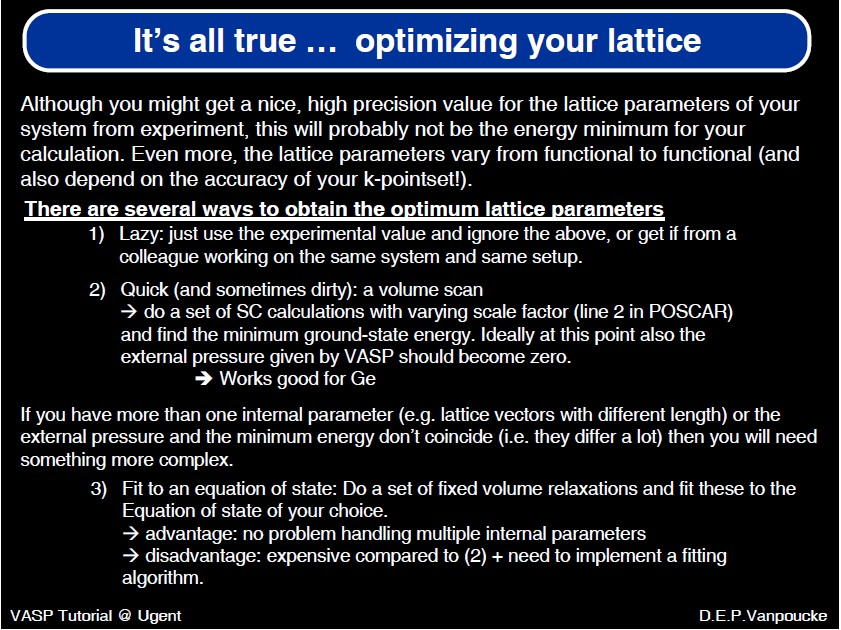 It's all true ... optimizing your lattice
Although you might get a nice, high precision value for the lattice parameters of your
system from experiment, this will probably not be the energy minimum for your
calculation. Even more, the lattice parameters vary from functional to functional (and
also depend on the accuracy of your k-pointset!).
There are several ways to obtain the optimum lattice parameters
1) Lazy: just use the experimental value and ignore the above, or get if from a
colleague working on the same system and same setup.
2) Quick (and sometimes dirty): a volume scan
→ do a set of SC calculations with varying scale factor (line 2 in POSCAR)
and find the minimum ground-state energy. Ideally at this point also the
external pressure given by VASP should become zero.
➔ Works good for Ge
If you have more than one internal parameter (e.g. lattice vectors with different length) or the
external pressure and the minimum energy don't coincide (i.e. they differ a lot) then you will need
something more complex.
3) Fit to an equation of state: Do a set of fixed volume relaxations and fit these to the
Equation of state of your choice.
→ advantage: no problem handling multiple internal parameters
→ disadvantage: expensive compared to (2) + need to implement a fitting
algorithm.
VASP Tutorial @ Ugent D.E.P.Vanpoucke